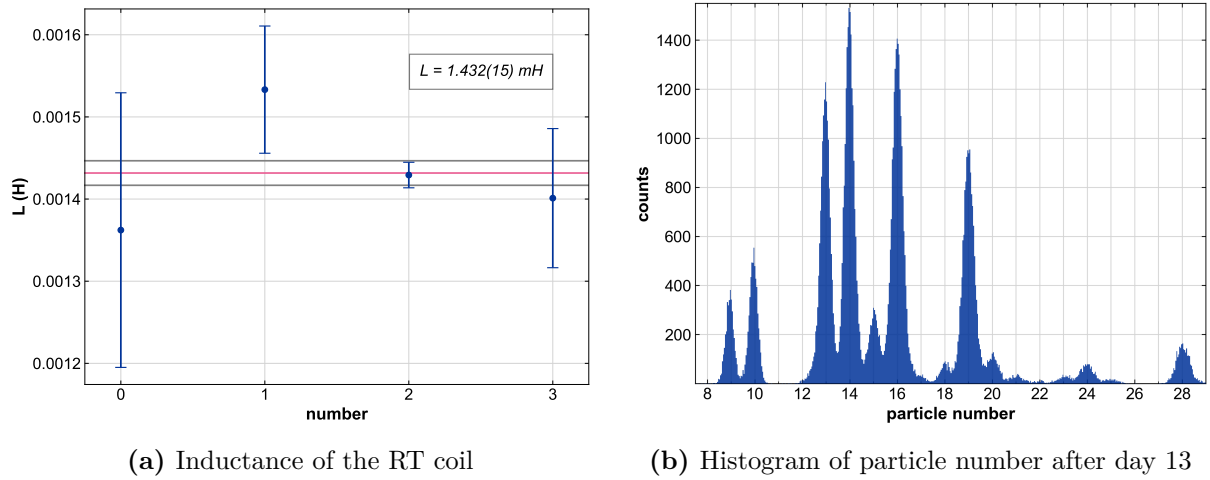 0.0016
0.0015
0.0014
0.0013
0.0012
L (H)
L = 1.432(15) mH
0 1 2 3
number
(a) Inductance of the RT coil
1400
1200
1000
800
600
400
200
counts
8 10 12 14 16 18 20 22 24 26 28
particle number
(b) Histogram of particle number after day 13